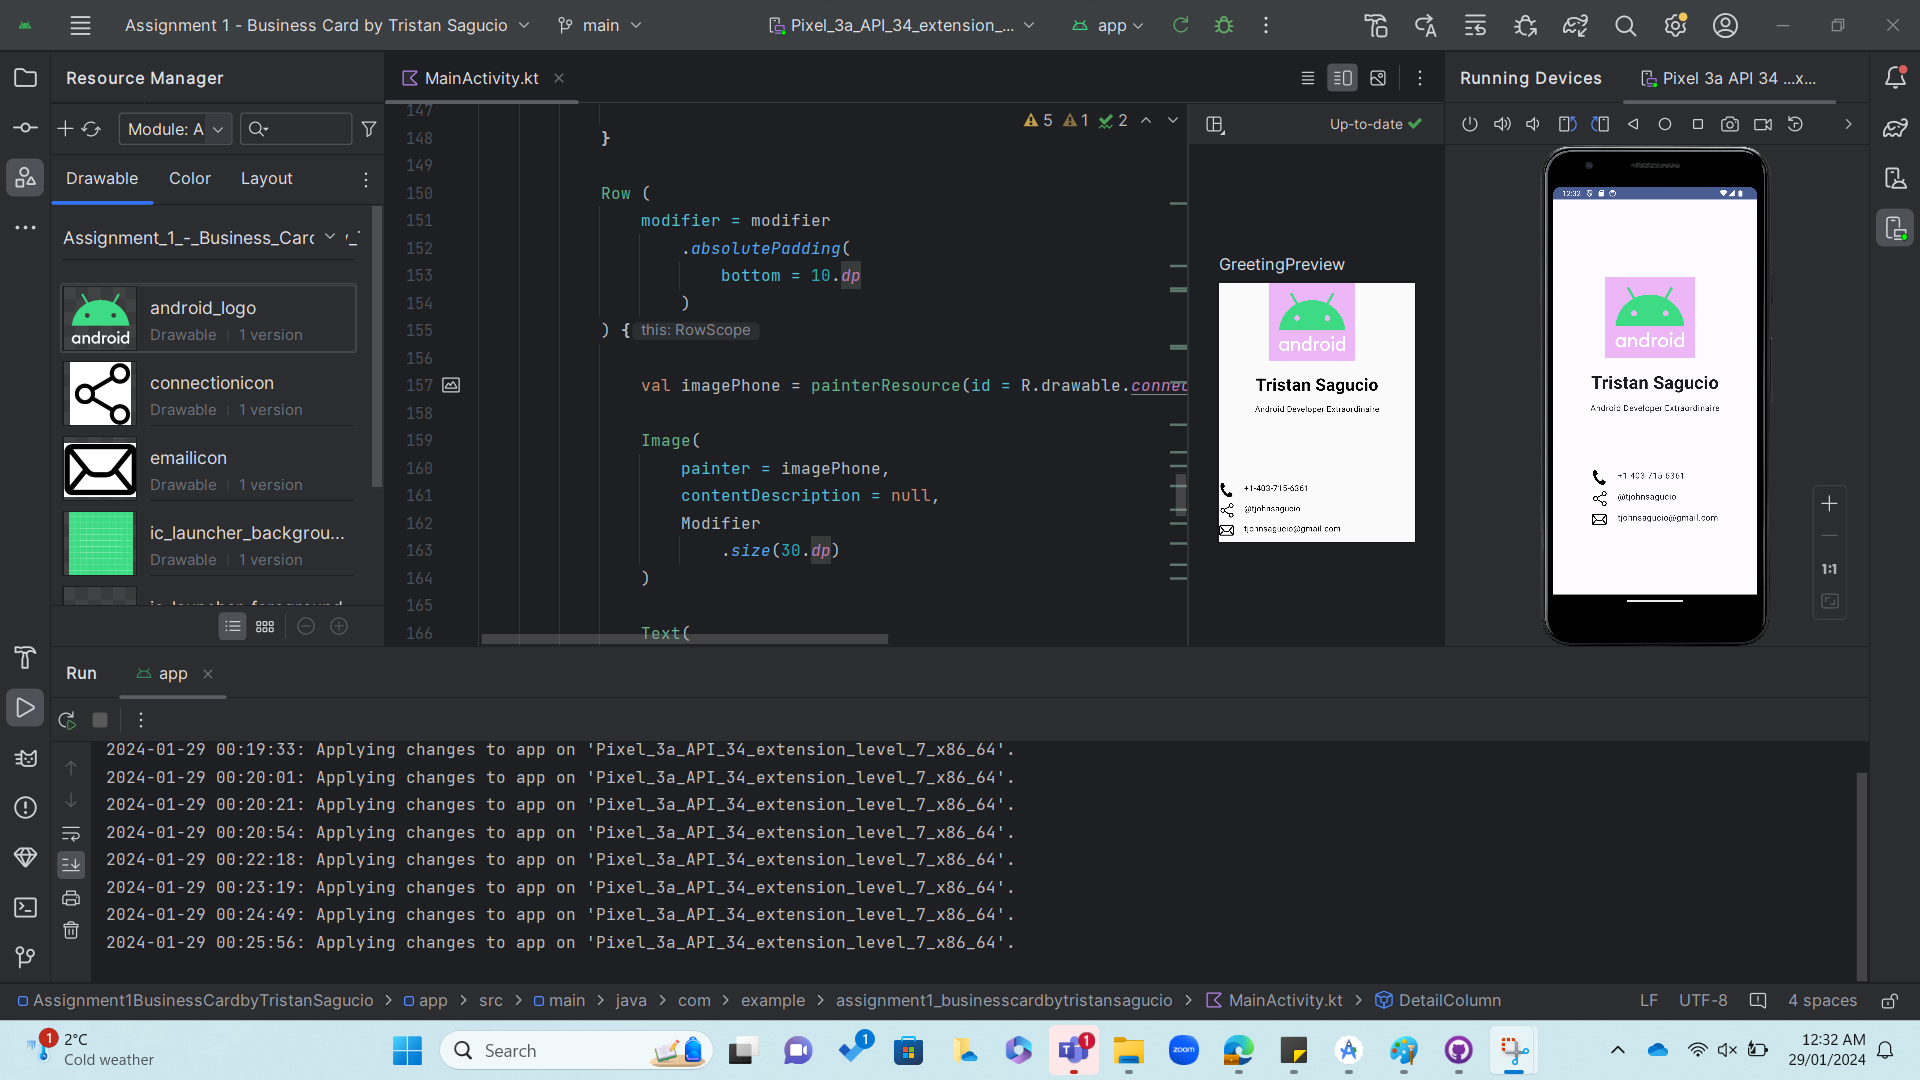 Assignment 1 - Business Card by Tristan Sagucio
main
Pixel_3a_API_34_extension_...
app
Resource Manager
MainActivity.kt
Running Devices
Pixel 3a API 34 ...x...
Module: A
Drawable
Color
Layout
Assignment_1_-_Business_Card
android_logo
Drawable | 1 version
connectionicon
Drawable | 1 version
emailicon
Drawable | 1 version
ic_launcher_backgrou...
Drawable | 1 version
android
147
148 }
149
150 Row (
151 modifier = modifier
152 .absolutePadding(
153 bottom = 10.dp
154 )
155 ) { this: RowScope
156
157 val imagePhone = painterResource(id = R.drawable.connec
158
159 Image(
160 painter = imagePhone,
161 contentDescription = null,
162 Modifier
163 .size(30.dp)
164 )
165
166 Text(
5 1 2
Up-to-date
GreetingPreview
android
Tristan Sagucio
Android Developer Extraordinaire
+1-403-715-6361
@tjohnsagucio
tjohnsagucio@gmail.com
12:32
android
Tristan Sagucio
Android Developer Extraordinaire
+1-403-715-6361
@tjohnsagucio
tjohnsagucio@gmail.com
1:1
Run
app
2024-01-29 00:19:33: Applying changes to app on 'Pixel_3a_API_34_extension_level_7_x86_64'.
2024-01-29 00:20:01: Applying changes to app on 'Pixel_3a_API_34_extension_level_7_x86_64'.
2024-01-29 00:20:21: Applying changes to app on 'Pixel_3a_API_34_extension_level_7_x86_64'.
2024-01-29 00:20:54: Applying changes to app on 'Pixel_3a_API_34_extension_level_7_x86_64'.
2024-01-29 00:22:18: Applying changes to app on 'Pixel_3a_API_34_extension_level_7_x86_64'.
2024-01-29 00:23:19: Applying changes to app on 'Pixel_3a_API_34_extension_level_7_x86_64'.
2024-01-29 00:24:49: Applying changes to app on 'Pixel_3a_API_34_extension_level_7_x86_64'.
2024-01-29 00:25:56: Applying changes to app on 'Pixel_3a_API_34_extension_level_7_x86_64'.
Assignment1BusinessCardbyTristanSagucio > app > src > main > java > com > example > assignment1_businesscardbytristansagucio > MainActivity.kt > DetailColumn
LF UTF-8 4 spaces
1
2°C
Cold weather
Search
1
1
zoom
12:32 AM
29/01/2024